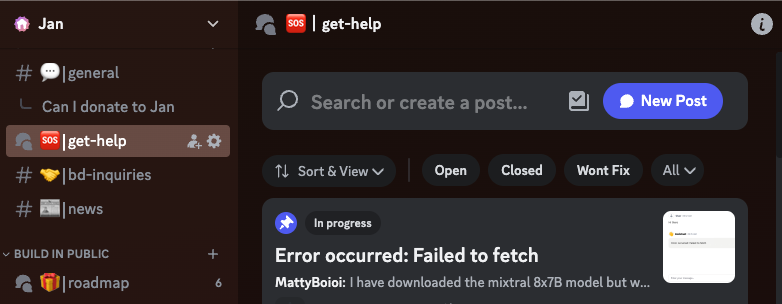 Jan
🆘|get-help
💬|general
Can I donate to Jan
Search or create a post...
New Post
🆘|get-help
🤝|bd-inquiries
Sort & View
Open
Closed
Wont Fix
All
📰|news
In progress
BUILD IN PUBLIC
Error occurred: Failed to fetch
🎁|roadmap
6
MattyBoioi: I have downloaded the mixtral 8x7B model but w...